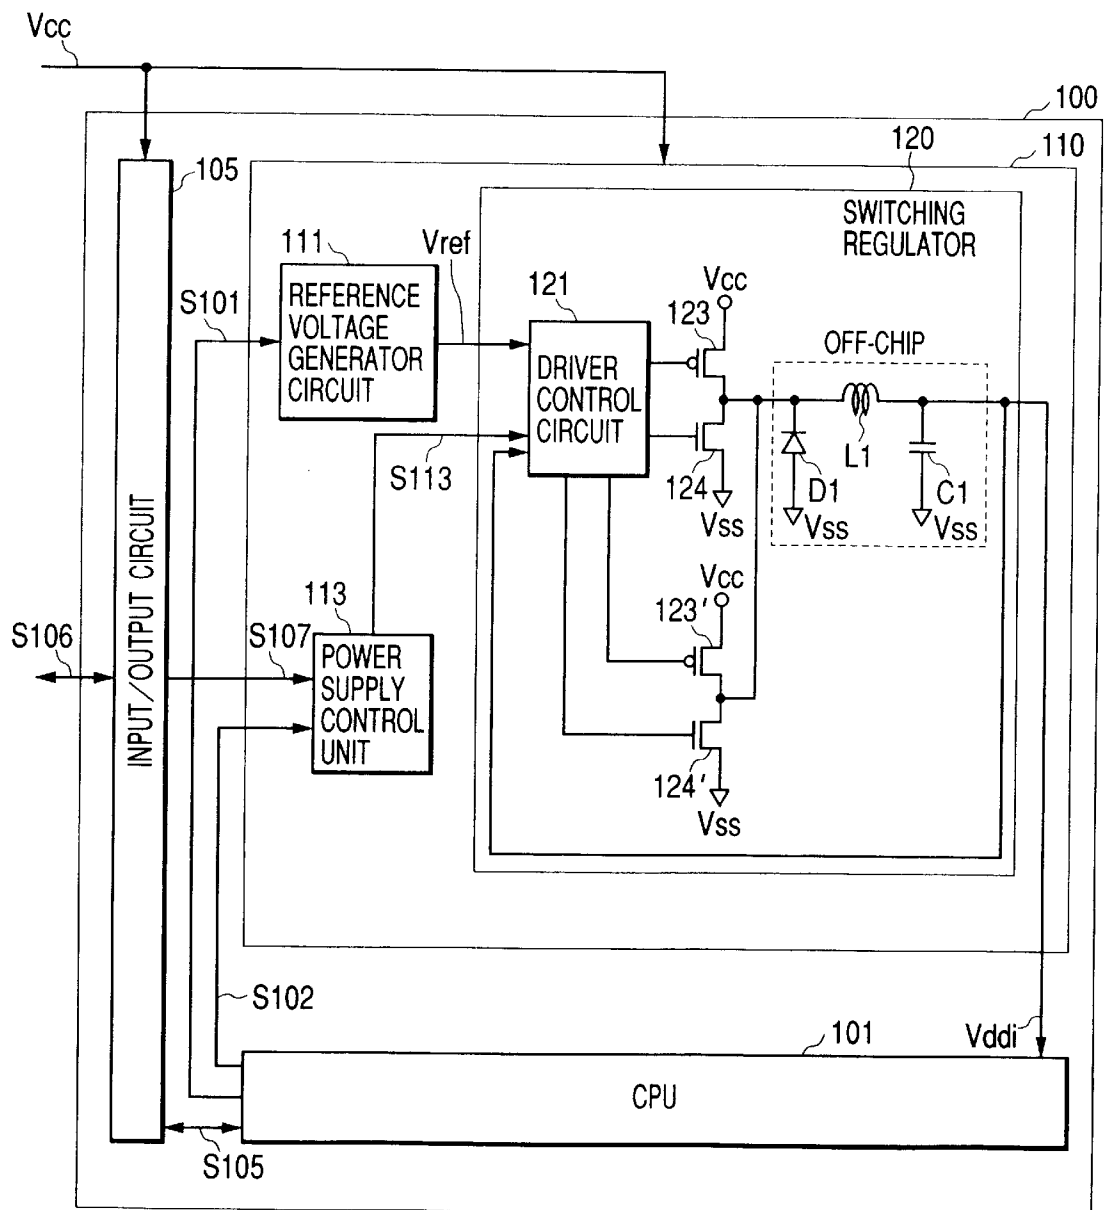 Vcc
100
110
120
105
SWITCHING
REGULATOR
111
Vref
S101
REFERENCE
VOLTAGE
GENERATOR
CIRCUIT
121
DRIVER
CONTROL
CIRCUIT
Vcc
123
OFF-CHIP
124
Vss
D1
Vss
L1
C1
Vss
S113
INPUT/OUTPUT CIRCUIT
S106
S107
113
POWER
SUPPLY
CONTROL
UNIT
Vcc
123'
124'
Vss
S102
Vddi
101
CPU
S105